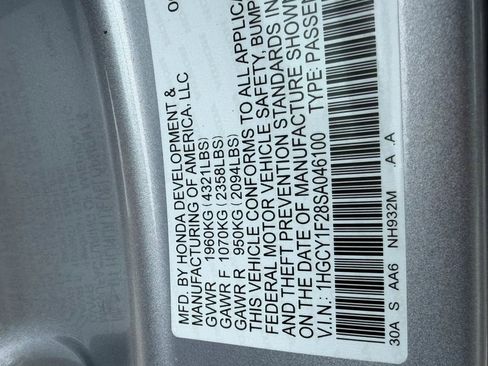 MFD. BY HONDA DEVELOPMENT &
MANUFACTURING OF AMERICA. LLC
GVWR 1960KG (4321LBS)
GAWR F 1070KG (2358LBS)
GAWR R 950KG (2094LBS)
THIS VEHICLE CONFORMS TO ALL APPLICA
FEDERAL MOTOR VEHICLE SAFETY, BUMP
AND THEFT PREVENTION STANDARDS IN
ON THE DATE OF MANUFACTURE SHOWN
V.I.N.: 1HGCY1F28SA046100 TYPE: PASSEN
30A S AA6 NH932M A A